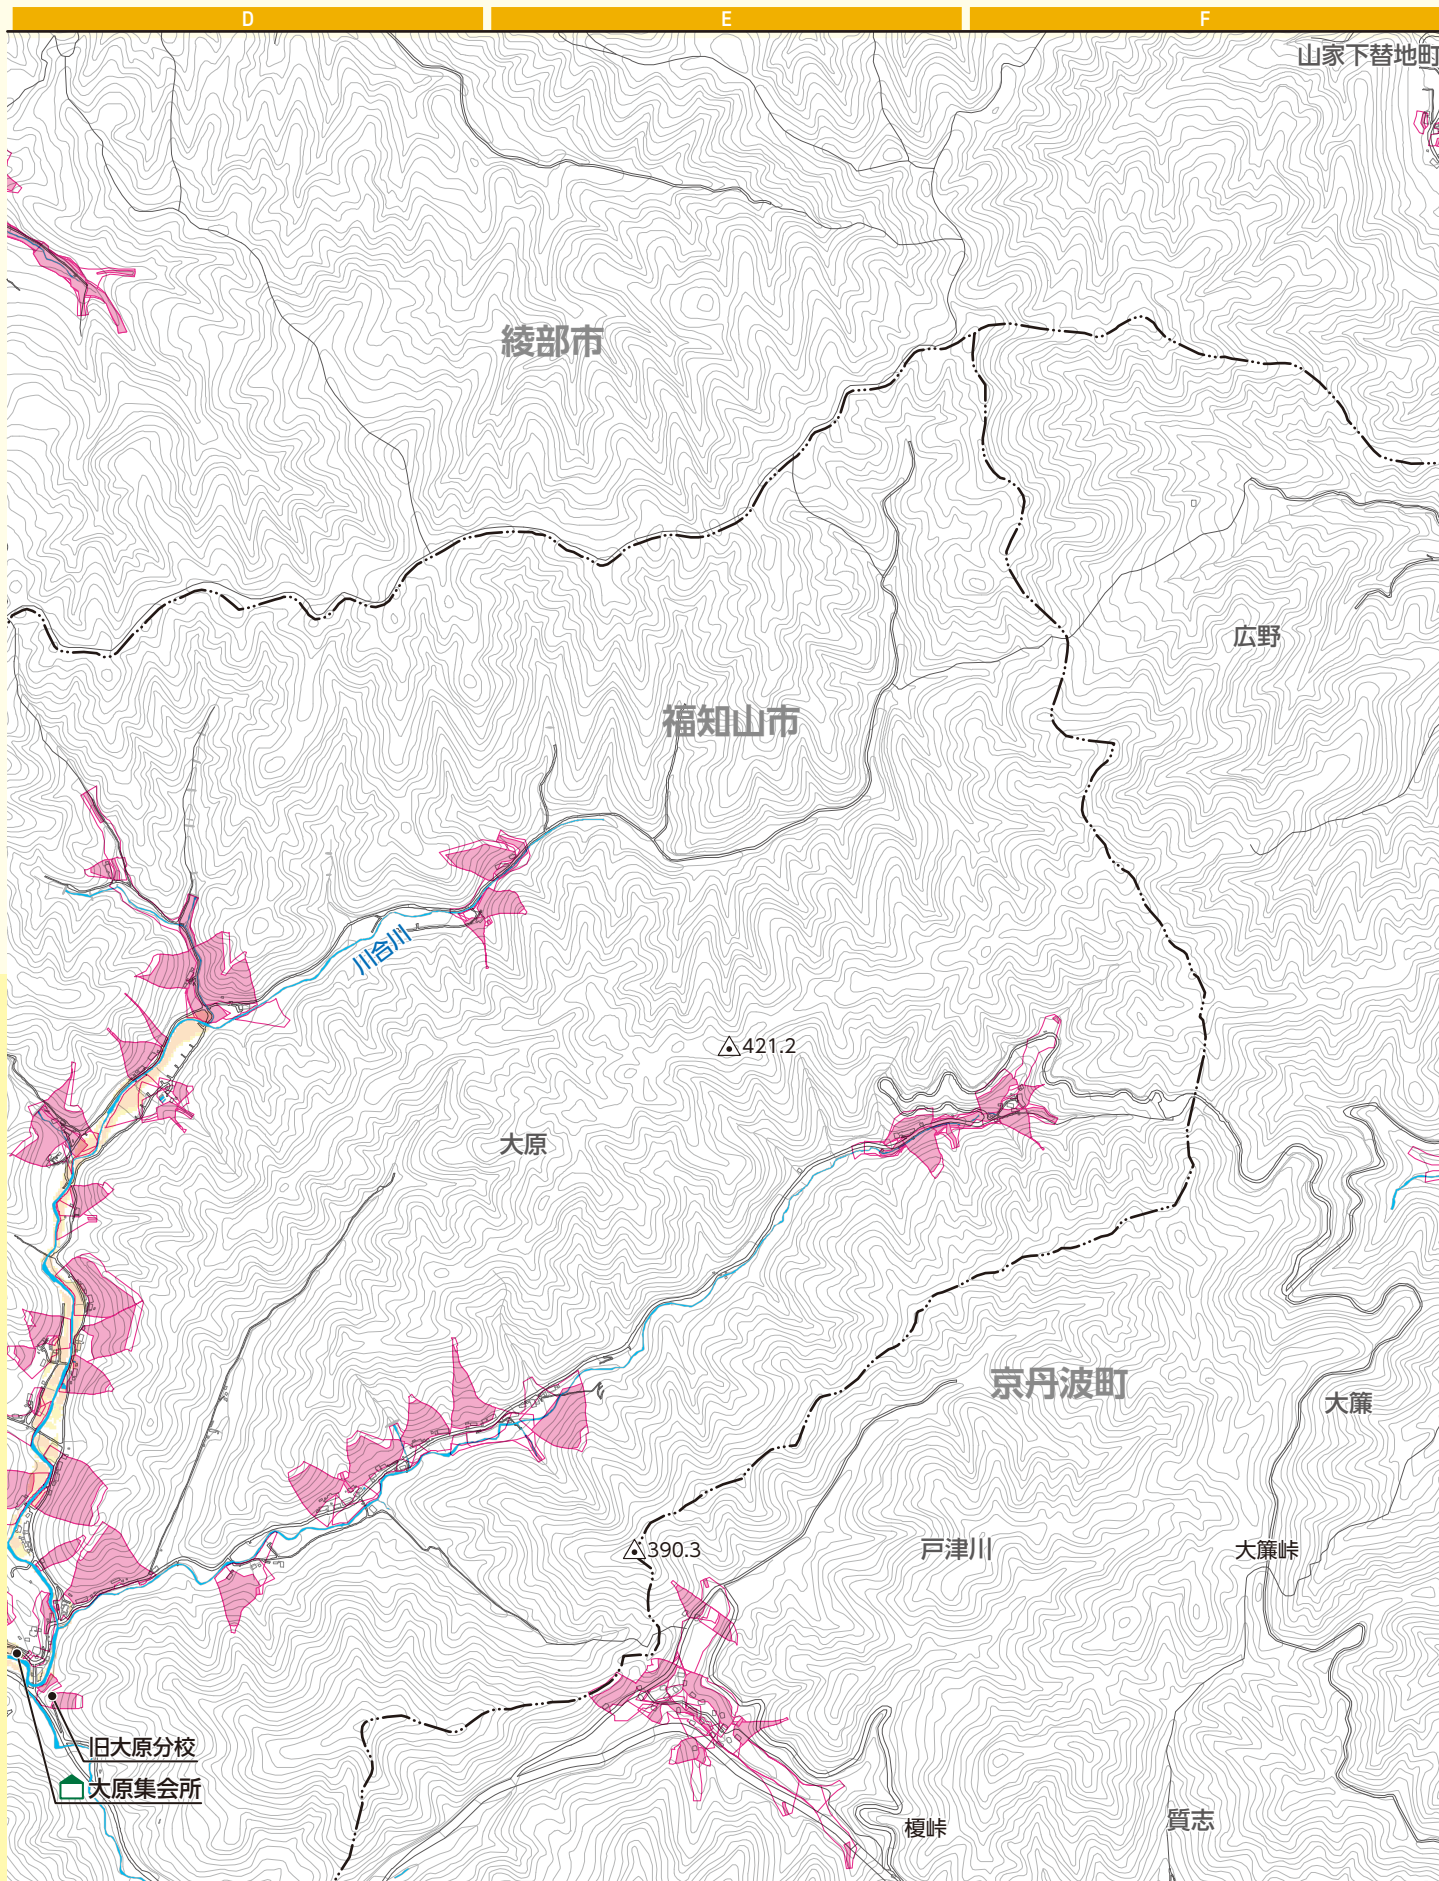 D
E
F
山家下替地町
綾部市
広野
福知山市
川合川
421.2
大原
京丹波町
大簾
戸津川
大簾峠
390.3
旧大原分校
大原集会所
質志
榎峠